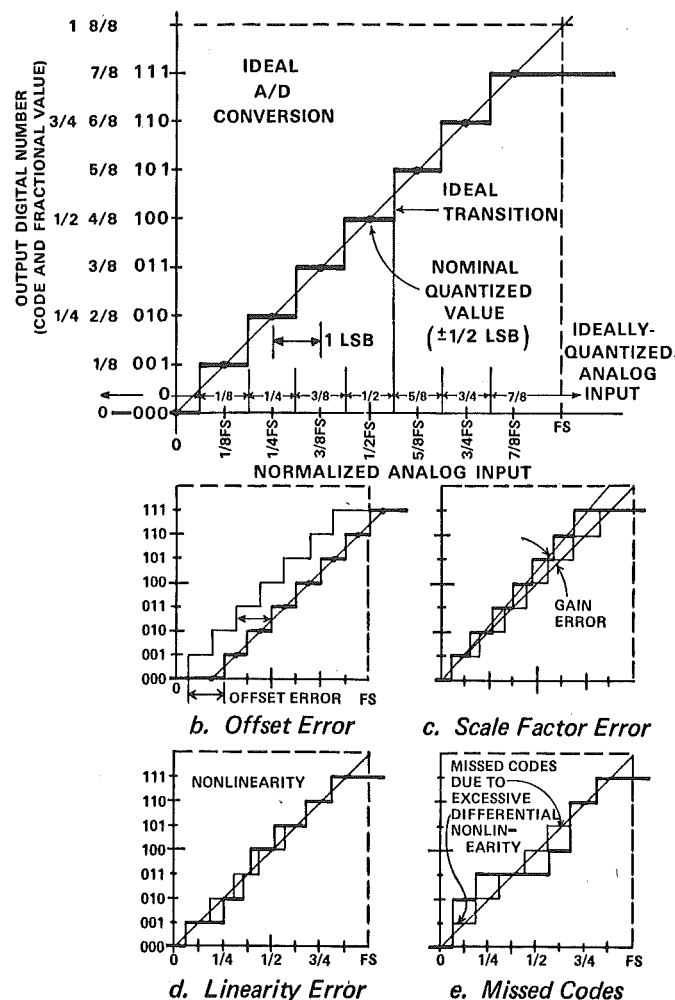 OUTPUT DIGITAL NUMBER
(CODE AND FRACTIONAL VALUE)
1 8/8
7/8 111
3/4 6/8 110
5/8 101
1/2 4/8 100
3/8 011
1/4 2/8 010
1/8 001
0
0 000
IDEAL
A/D
CONVERSION
IDEAL
TRANSITION
NOMINAL
QUANTIZED
VALUE
(±1/2 LSB)
1 LSB
IDEALLY-
QUANTIZED
ANALOG
INPUT
1/8 1/4 3/8 1/2 5/8 3/4 7/8
0 1/8FS 1/4FS 3/8FS 1/2FS 5/8FS 3/4FS 7/8FS FS
NORMALIZED ANALOG INPUT
111
110
101
100
011
010
001
000
0 OFFSET ERROR FS
b. Offset Error
GAIN
ERROR
c. Scale Factor Error
NONLINEARITY
111
110
101
100
011
010
001
000
0 1/4 1/2 3/4 FS
d. Linearity Error
MISSED CODES
DUE TO
EXCESSIVE
DIFFERENTIAL
NONLIN-
EARITY
0 1/4 1/2 3/4 FS
e. Missed Codes